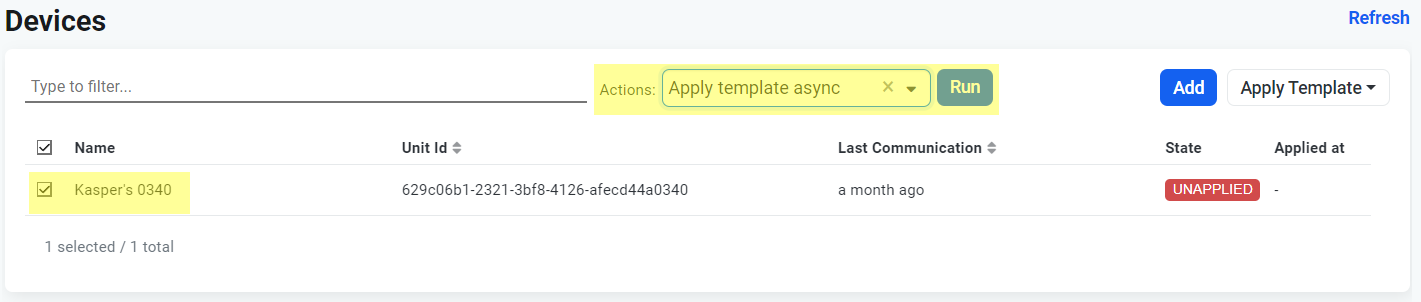 Devices
Refresh
Type to filter...
Actions: Apply template async × Run
Add
Apply Template
Name Unit Id Last Communication State Applied at
Kasper's 0340 629c06b1-2321-3bf8-4126-afecd44a0340 a month ago UNAPPLIED -
1 selected / 1 total